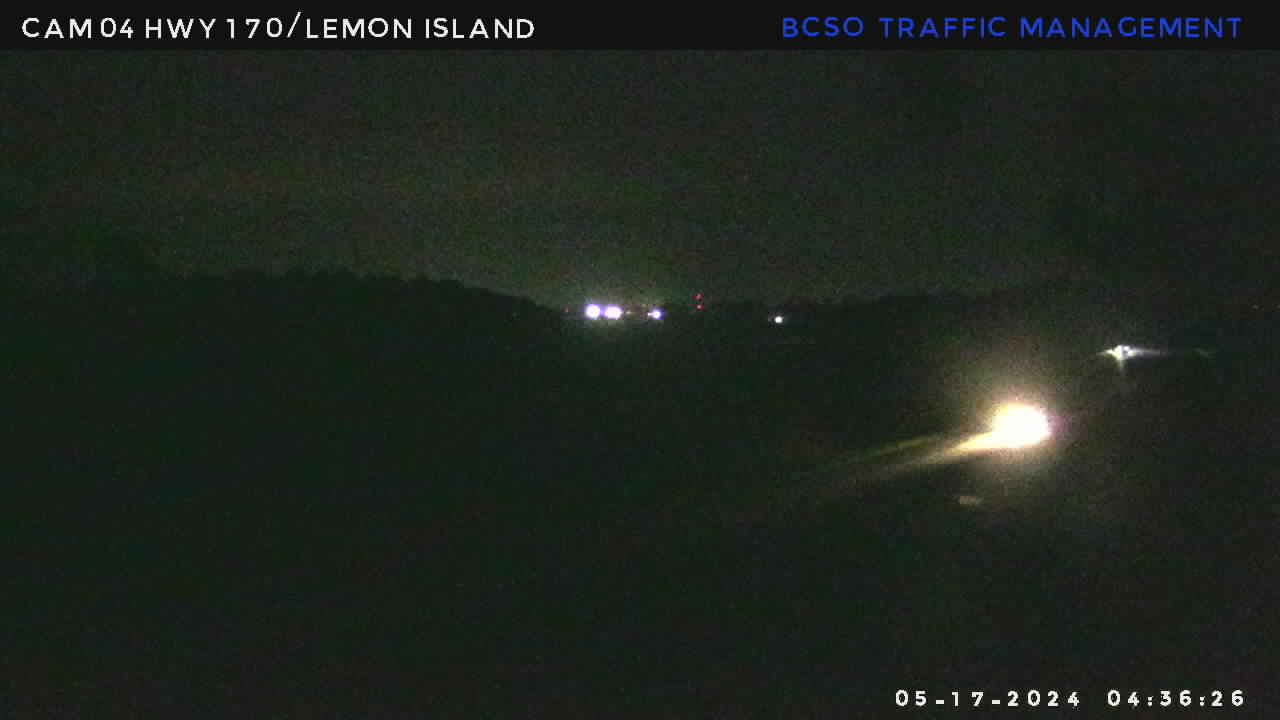 CAM04 HWY 170/LEMON ISLAND
BCSO TRAFFIC MANAGEMENT
05-17-2024 04:36:26